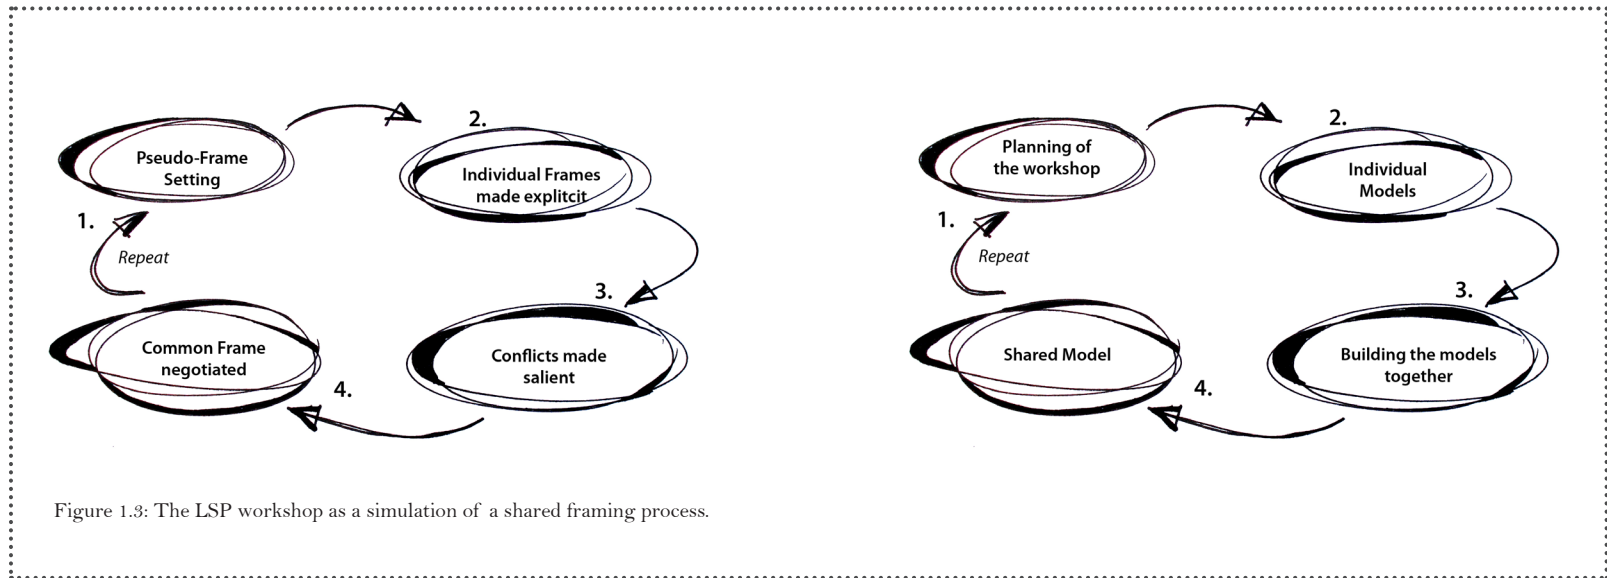 2.
Pseudo-Frame
Setting
Individual Frames
made explitcit
1.
Repeat
3.
Common Frame
negotiated
Conflicts made
salient
4.
2.
Planning of
the workshop
Individual
Models
1.
Repeat
3.
Shared Model
Building the models
together
4.
Figure 1.3: The LSP workshop as a simulation of a shared framing process.